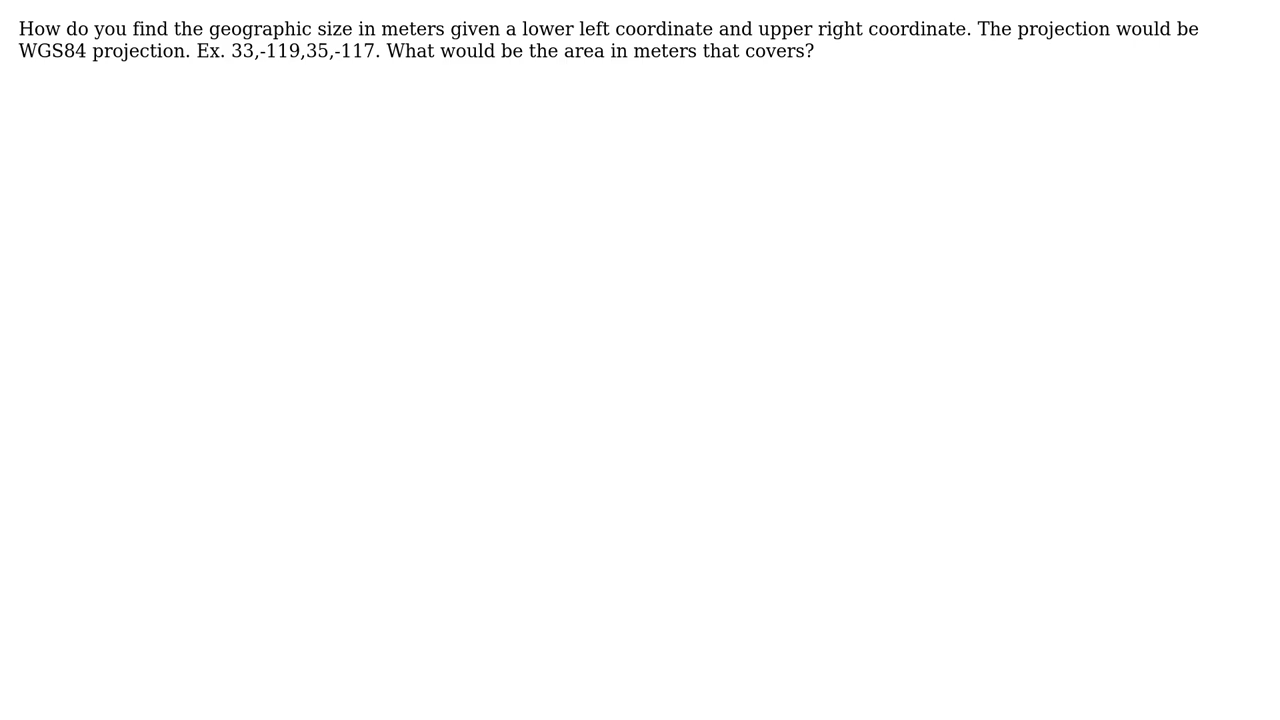 How do you find the geographic size in meters given a lower left coordinate and upper right coordinate. The projection would be
WGS84 projection. Ex. 33,-119,35,-117. What would be the area in meters that covers?